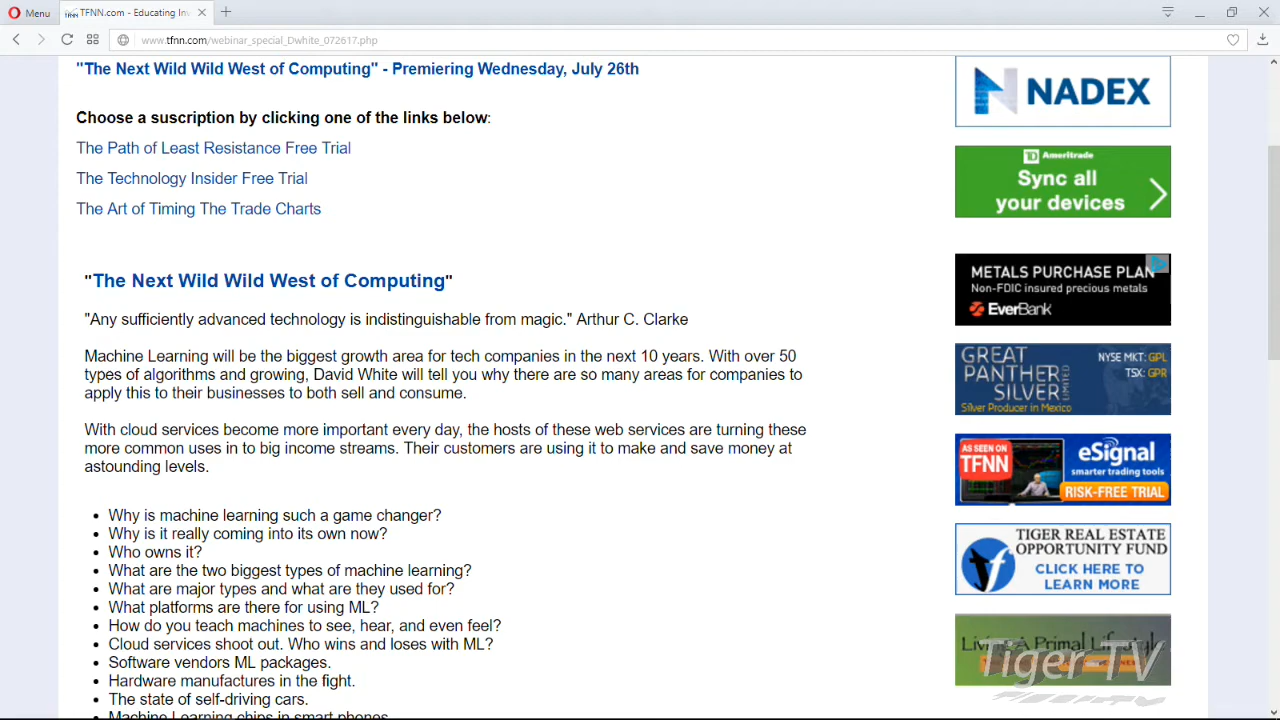 Menu
TFNN.com - Educating Inv
www.tfnn.com/webinar_special_Dwhite_072617.php
"The Next Wild Wild West of Computing" - Premiering Wednesday, July 26th
Choose a suscription by clicking one of the links below:
The Path of Least Resistance Free Trial
The Technology Insider Free Trial
The Art of Timing The Trade Charts
"The Next Wild Wild West of Computing"
"Any sufficiently advanced technology is indistinguishable from magic." Arthur C. Clarke
Machine Learning will be the biggest growth area for tech companies in the next 10 years. With over 50
types of algorithms and growing, David White will tell you why there are so many areas for companies to
apply this to their businesses to both sell and consume.
With cloud services become more important every day, the hosts of these web services are turning these
more common uses in to big income streams. Their customers are using it to make and save money at
astounding levels.
Why is machine learning such a game changer?
Why is it really coming into its own now?
Who owns it?
What are the two biggest types of machine learning?
What are major types and what are they used for?
What platforms are there for using ML?
How do you teach machines to see, hear, and even feel?
Cloud services shoot out. Who wins and loses with ML?
Software vendors ML packages.
Hardware manufactures in the fight.
The state of self-driving cars.
Machine Learning chips in smart phones
NADEX
TD Ameritrade
Sync all
your devices
METALS PURCHASE PLAN
Non-FDIC insured precious metals
EverBank
GREAT
PANTHER
SILVER
LIMITED
NYSE MKT: GPL
TSX: GPR
Silver Producer in Mexico
AS SEEN ON
TFNN
eSignal
smarter trading tools
RISK-FREE TRIAL
TIGER REAL ESTATE
OPPORTUNITY FUND
CLICK HERE TO
LEARN MORE
Living A Primal Lifestyle
Tiger TV